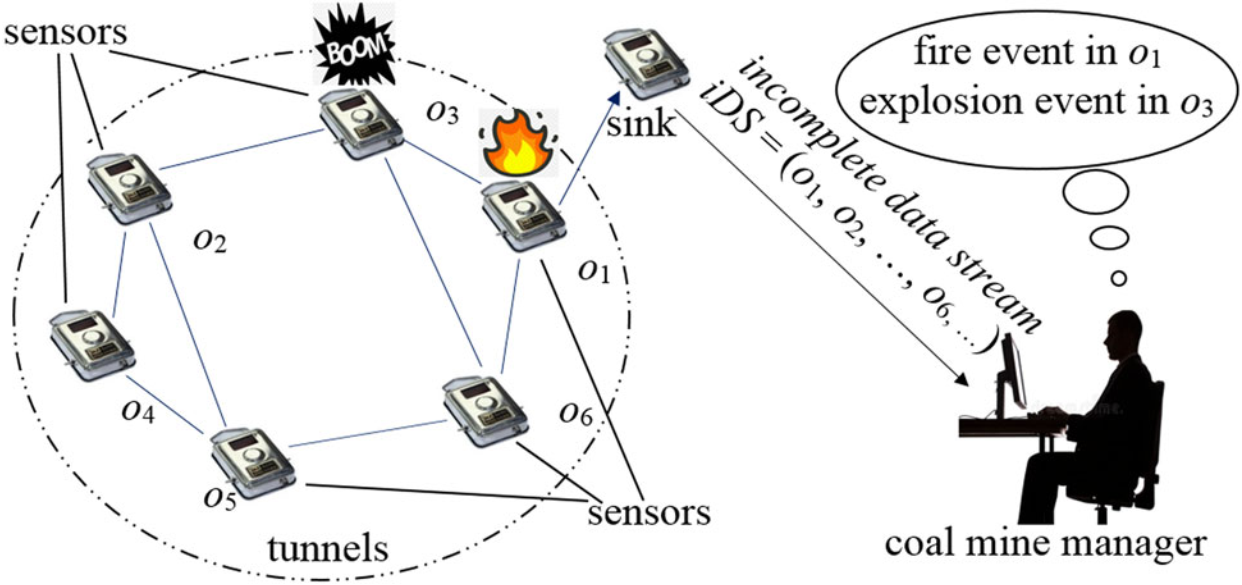 sensors
BOOM
o3
sink
o1
o2
o4
o5
o6
tunnels
sensors
incomplete data stream
iDS = (o1, o2, ..., o6, ...)
fire event in o1
explosion event in o3
coal mine manager